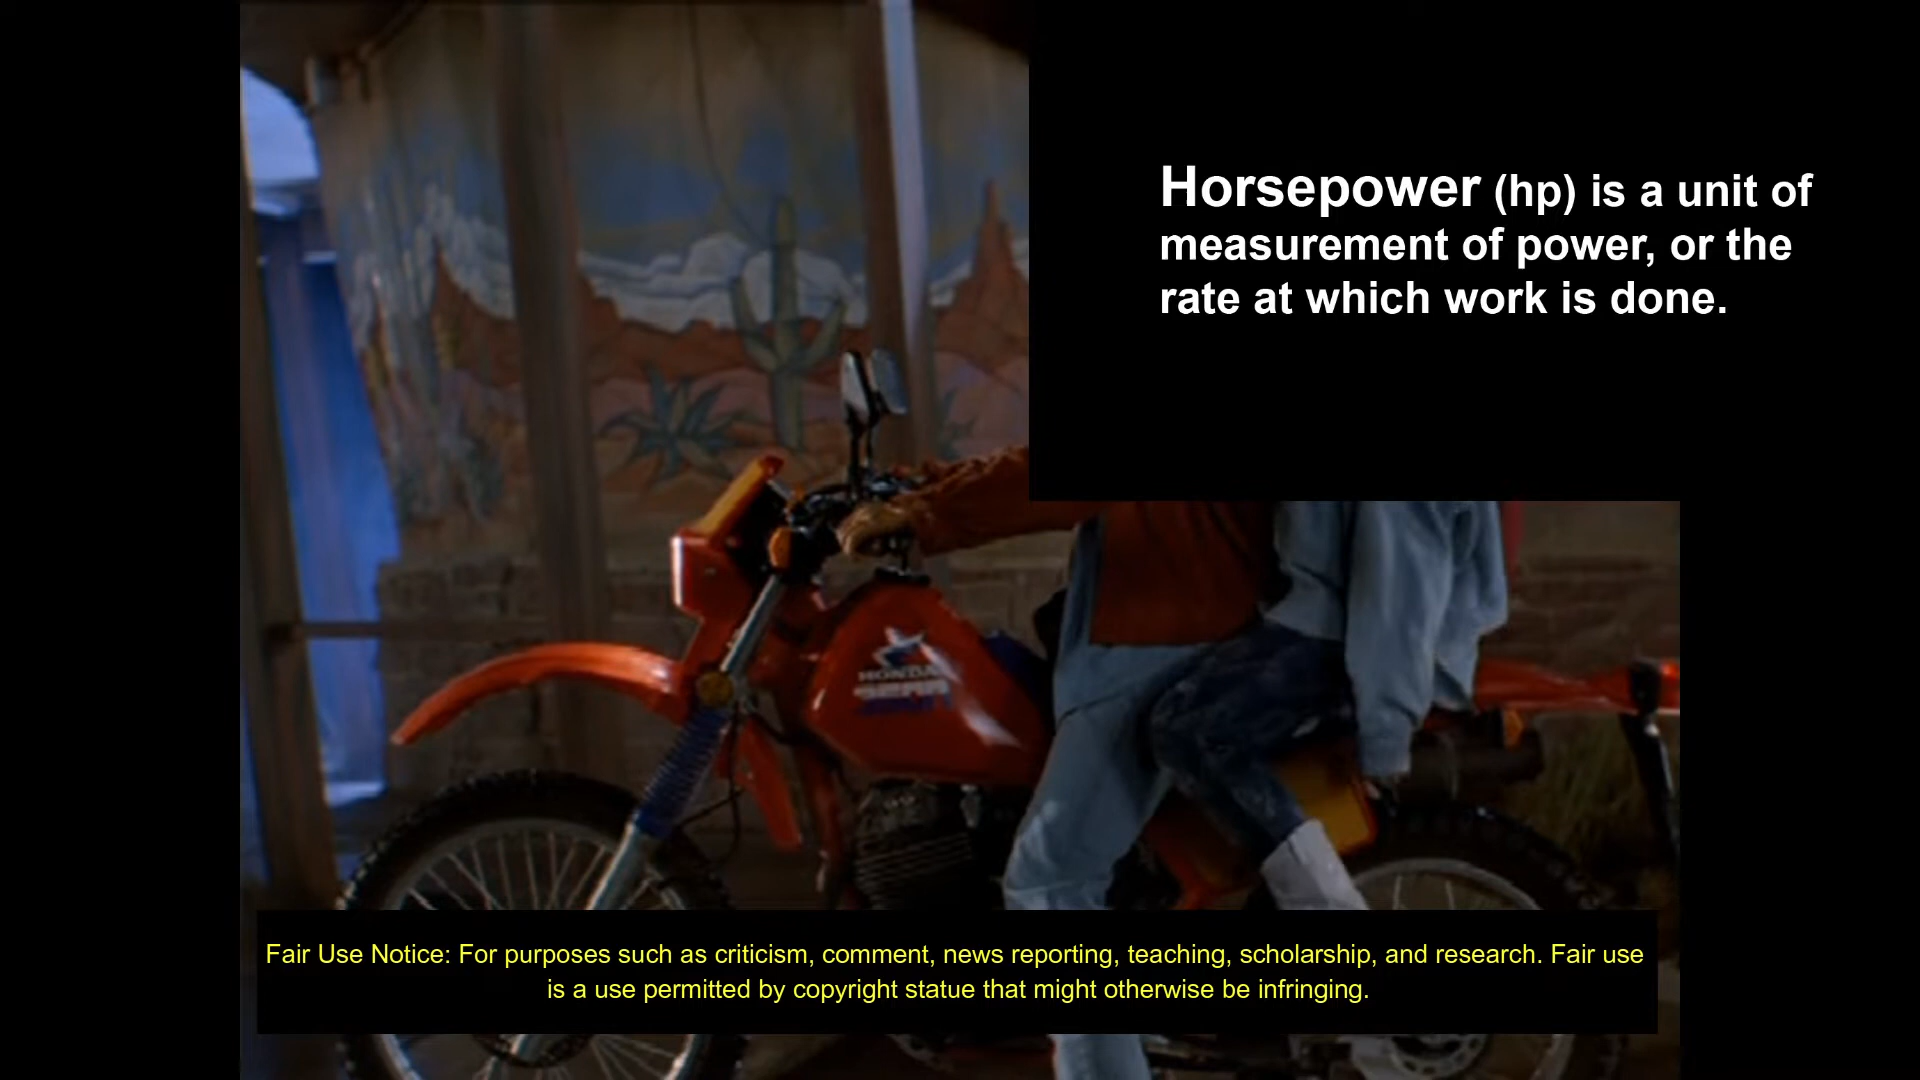 Horsepower (hp) is a unit of
measurement of power, or the
rate at which work is done.
HONDA
Fair Use Notice: For purposes such as criticism, comment, news reporting, teaching, scholarship, and research. Fair use
is a use permitted by copyright statue that might otherwise be infringing.